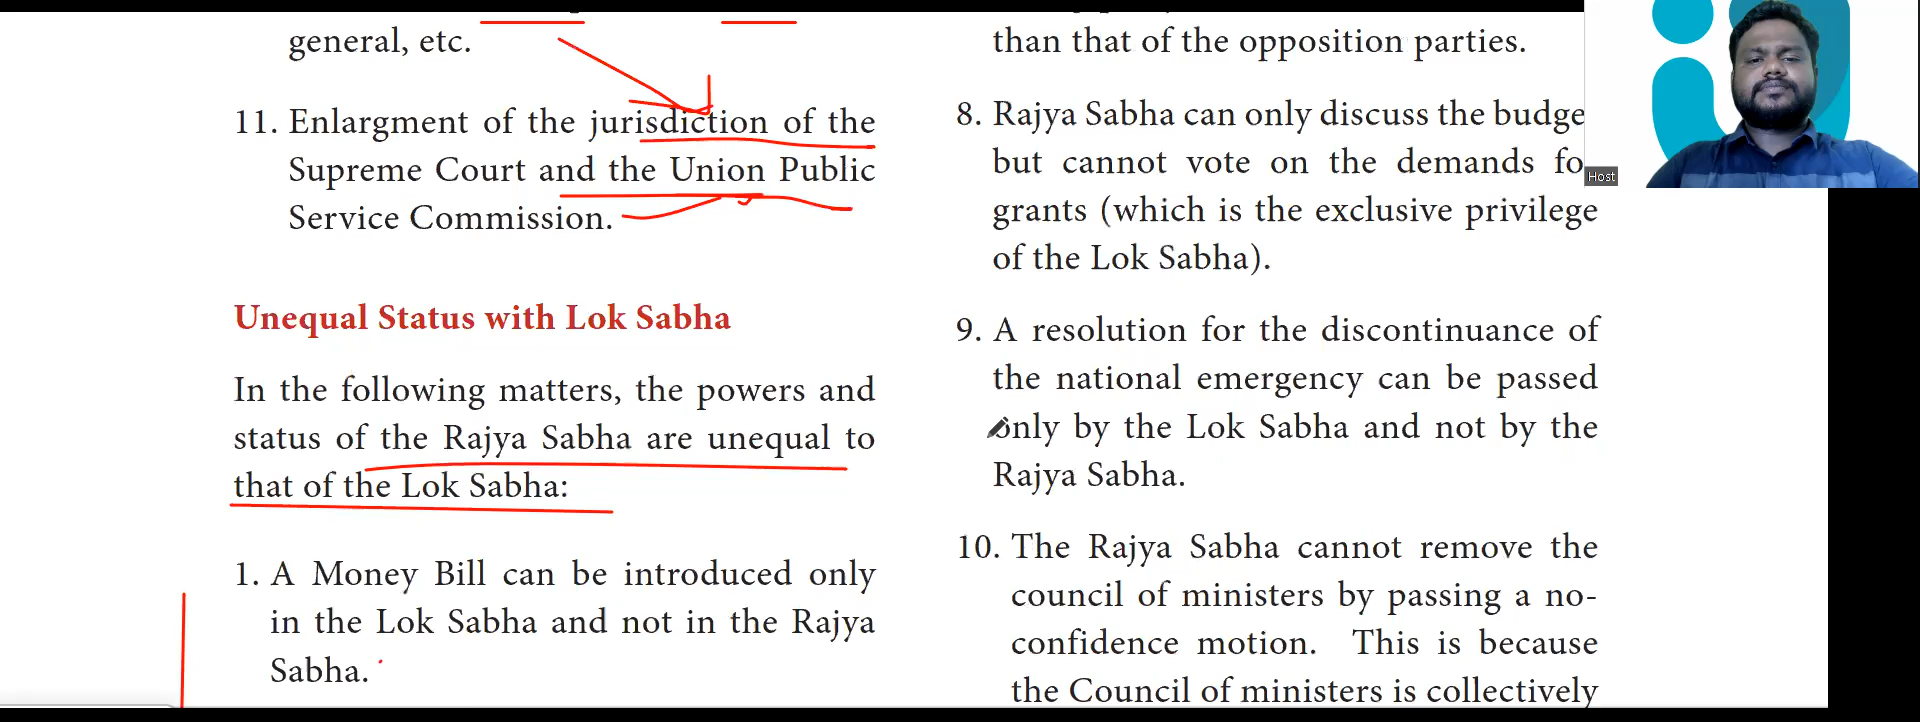 general, etc.
11. Enlargment of the jurisdiction of the
Supreme Court and the Union Public
Service Commission.
Unequal Status with Lok Sabha
In the following matters, the powers and
status of the Rajya Sabha are unequal to
that of the Lok Sabha:
1. A Money Bill can be introduced only
in the Lok Sabha and not in the Rajya
Sabha.
than that of the opposition parties.
8. Rajya Sabha can only discuss the budge
but cannot vote on the demands fo
grants (which is the exclusive privilege
of the Lok Sabha).
9. A resolution for the discontinuance of
the national emergency can be passed
only by the Lok Sabha and not by the
Rajya Sabha.
10. The Rajya Sabha cannot remove the
council of ministers by passing a no-
confidence motion. This is because
the Council of ministers is collectively
Host